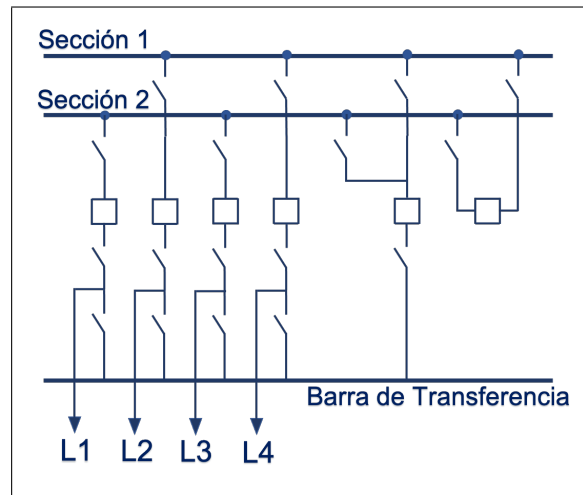 Sección 1
Sección 2
Barra de Transferencia
L1 L2 L3 L4